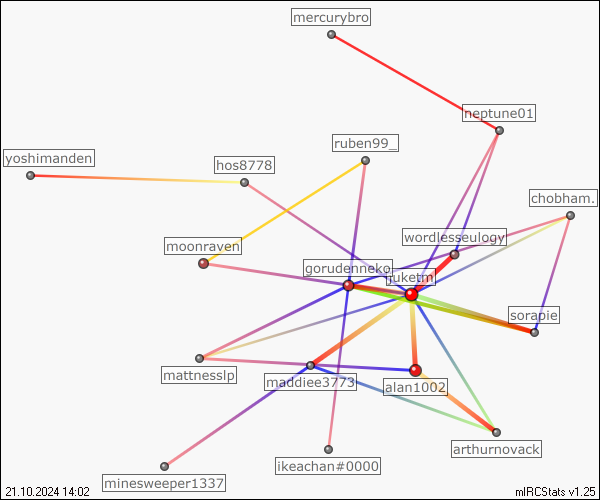 mercurybro
neptune01
ruben99_
yoshimanden
hos8778
chobham.
wordlesseulogy
moonraven
gorudenneko
juketm
sorapie
mattnesslp
maddiee3773
alan1002
arthurnovack
ikeachan#0000
minesweeper1337
21.10.2024 14:02
mIRCStats v1.25